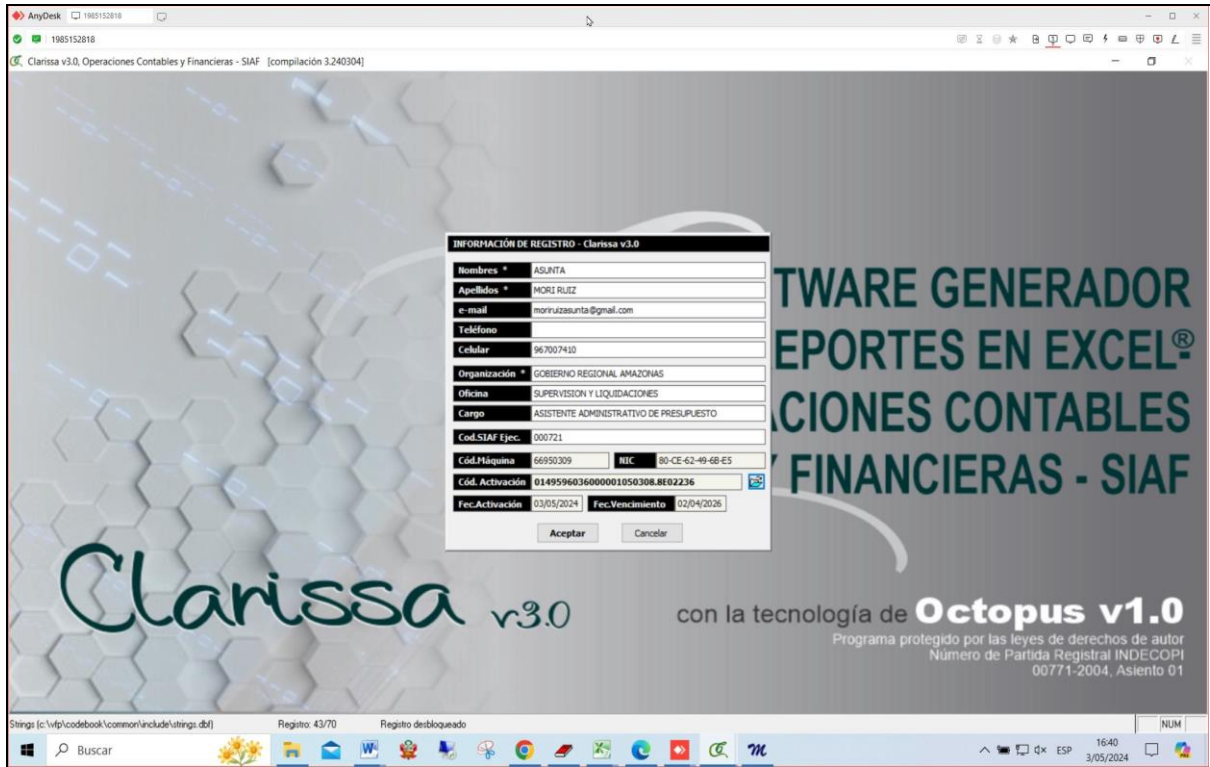 AnyDesk 1985152818
1985152818
Clarissa v3.0, Operaciones Contables y Financieras - SIAF [compilación 3.240304]
INFORMACIÓN DE REGISTRO - Clarissa v3.0
Nombres * ASUNTA
Apellidos * MORI RUIZ
e-mail moriruizasunta@gmail.com
Teléfono
Celular 967007410
Organización * GOBIERNO REGIONAL AMAZONAS
Oficina SUPERVISION Y LIQUIDACIONES
Cargo ASISTENTE ADMINISTRATIVO DE PRESUPUESTO
Cod.SIAF Ejec. 000721
Cód.Máquina 66950309 NIC 80-CE-62-49-6B-E5
Cód. Activación 0149596036000001050308.8E02236
Fec.Activación 03/05/2024 Fec.Vencimiento 02/04/2026
Aceptar Cancelar
TWARE GENERADO
EPORTES EN EXCEL®
ACIONES CONTABLES
Y FINANCIERAS - SIAF
Clarissa v3.0
con la tecnología de Octopus v1.0
Programa protegido por las leyes de derechos de autor
Número de Partida Registral INDECOPI
00771-2004, Asiento 01
Strings (c:\vfp\codebook\common\include\strings.dbf) Registro: 43/70 Registro desbloqueado NUM
Buscar ESP 16:40
3/05/2024